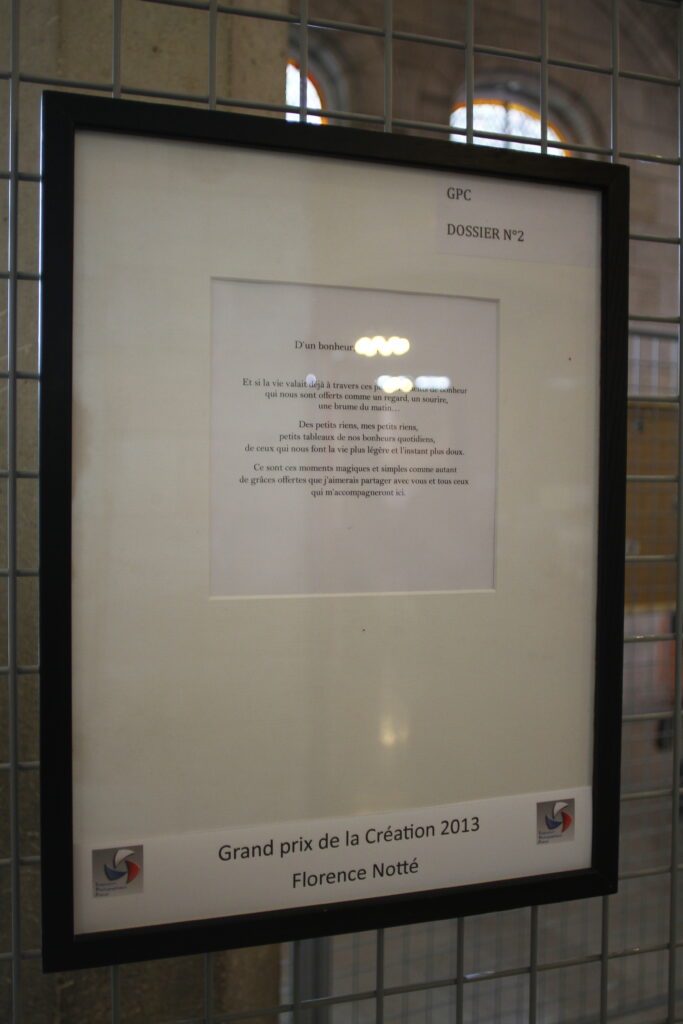 GPC
DOSSIER N°2
D'un bonheur
Et si la vie valait déjà à travers ces bonheur
qui nous sont offerts comme un regard, un sourire,
une brume du matin...
Des petits riens, mes petits riens,
petits tableaux de nos bonheurs quotidiens,
de ceux qui nous font la vie plus légère et l'instant plus doux.
Ce sont ces moments magiques et simples comme autant
de grâces offertes que j'aimerais partager avec vous et tous ceux
qui m'accompagneront ici.
Grand prix de la Création 2013
Florence Notté